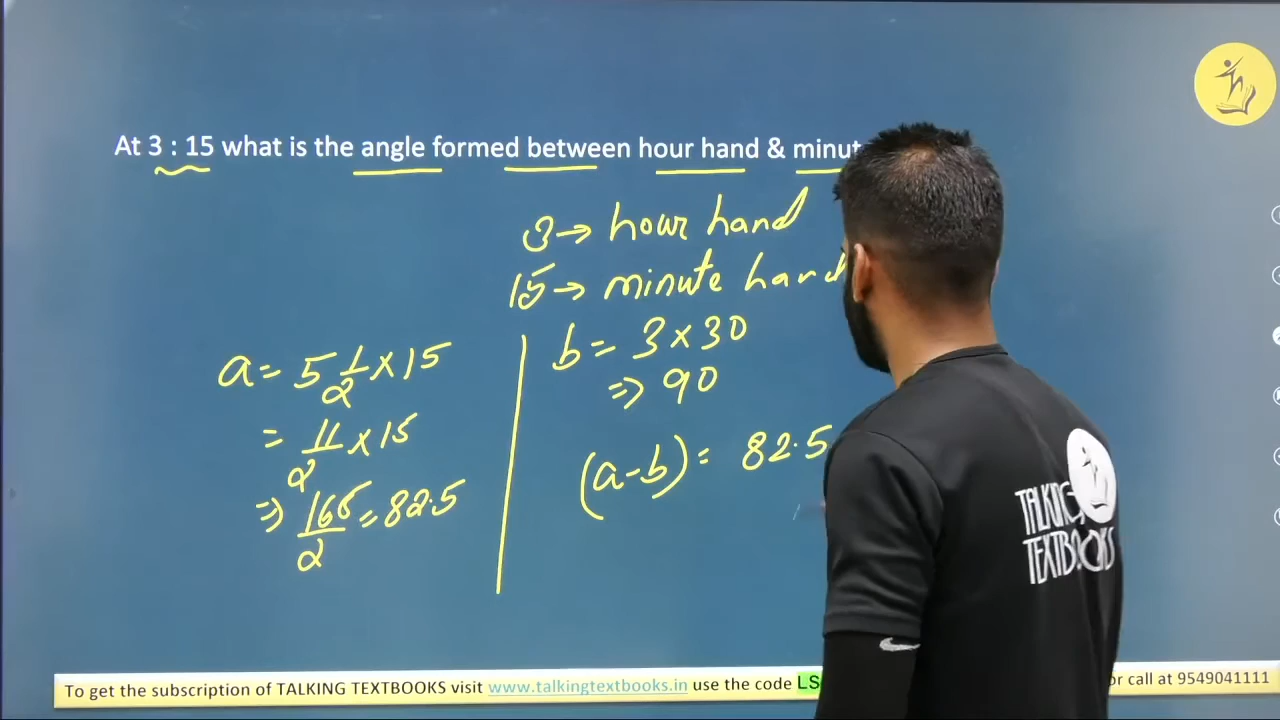 At 3 : 15 what is the angle formed between hour hand & minut
3 → hour hand
15 → minute hand
a = 5 1/2 × 15
= 11/2 × 15
⇒ 165/2 = 82.5
b = 3 × 30
⇒ 90
(a-b) = 82.5
TALKING
TEXTBOOKS
To get the subscription of TALKING TEXTBOOKS visit www.talkingtextbooks.in use the code LS
or call at 9549041111